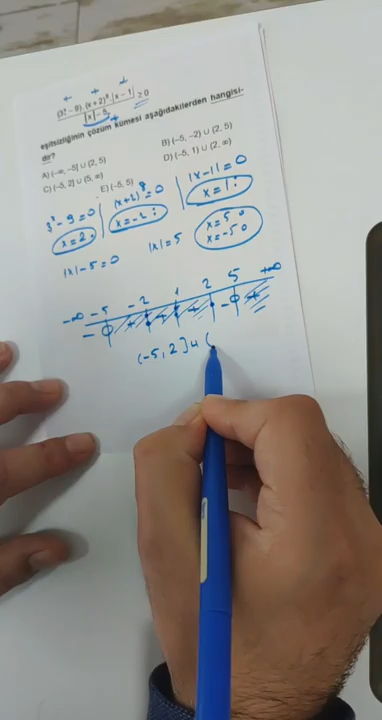 (3ˣ - 9) (x + 2)⁸ |x - 1| / |x| - 5 ≥ 0
eşitsizliğinin çözüm kümesi aşağıdakilerden hangisi-
dir?
A) (-∞, -5] ∪ (2, 5)
B) (-5, -2) ∪ (2, 5)
C) (-5, 2] ∪ (5, ∞)
D) (-5, 1) ∪ (2, ∞)
E) (-5, 5)
3ˣ - 9 = 0
x = 2.
(x+2)⁸ = 0
x = -2 :
|x - 1| = 0
x = 1 :
|x| - 5 = 0
|x| = 5
x = 5 o
x = -5 o
-∞ -5 -2 1 2 5 +∞
- + + + - +
(-5, 2] ∪ (